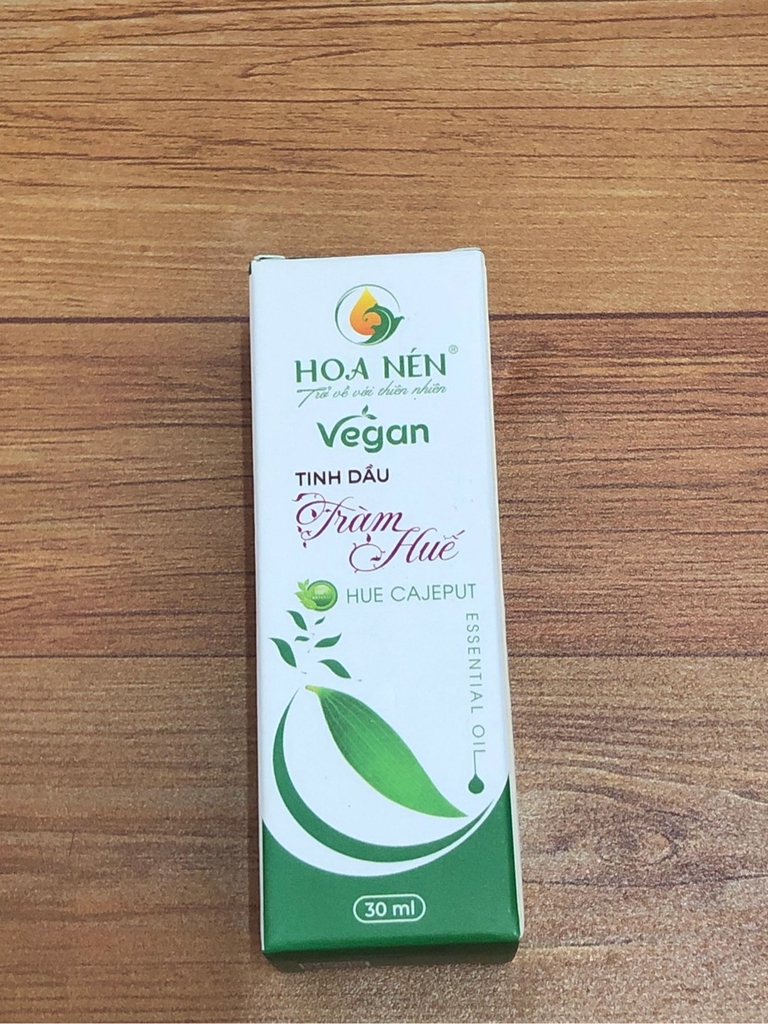 HOA NÉN®
Trở về với thiên nhiên
Vegan
TINH DẦU
Tràm
Huế
HUE CAJEPUT
ESSENTIAL OIL
30 ml